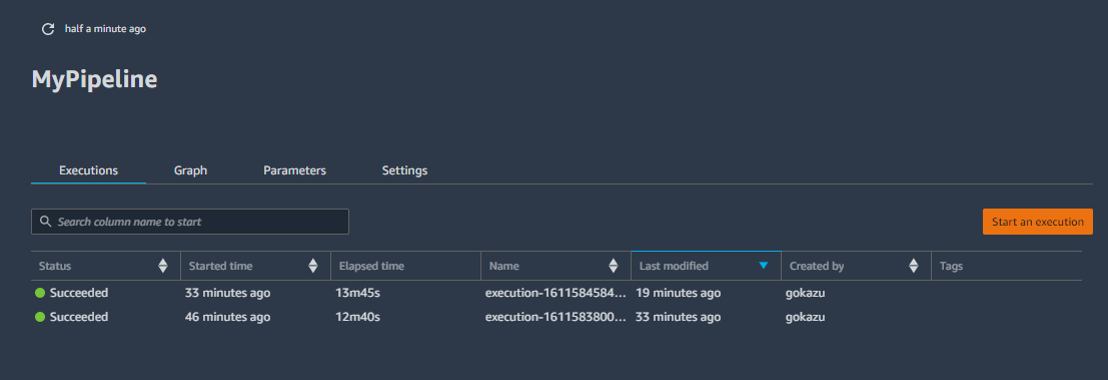 half a minute ago
MyPipeline
Executions Graph Parameters Settings
Search column name to start
Start an execution
Status Started time Elapsed time Name Last modified Created by Tags
Succeeded 33 minutes ago 13m45s execution-1611584584... 19 minutes ago gokazu
Succeeded 46 minutes ago 12m40s execution-1611583800... 33 minutes ago gokazu